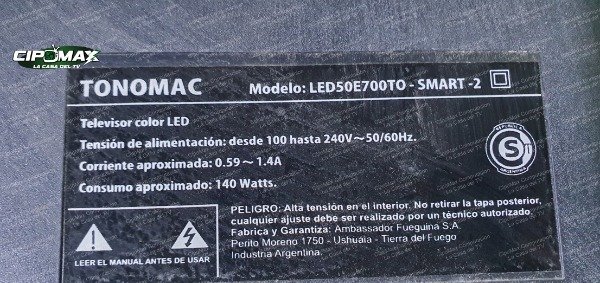 CIPOMAX
LA CASA DEL TV
TONOMAC
Modelo: LED50E700TO - SMART -2
Televisor color LED
Tensión de alimentación: desde 100 hasta 240V~50/60Hz.
Corriente aproximada: 0.59 ~ 1.4A
Consumo aproximado: 140 Watts.
S
PELIGRO: Alta tensión en el interior. No retirar la tapa posterior,
cualquier ajuste debe ser realizado por un técnico autorizado.
Fabrica y Garantiza: Ambassador Fueguina S.A.
Perito Moreno 1750 - Ushuaia - Tierra del Fuego
Industria Argentina.
LEER EL MANUAL ANTES DE USAR